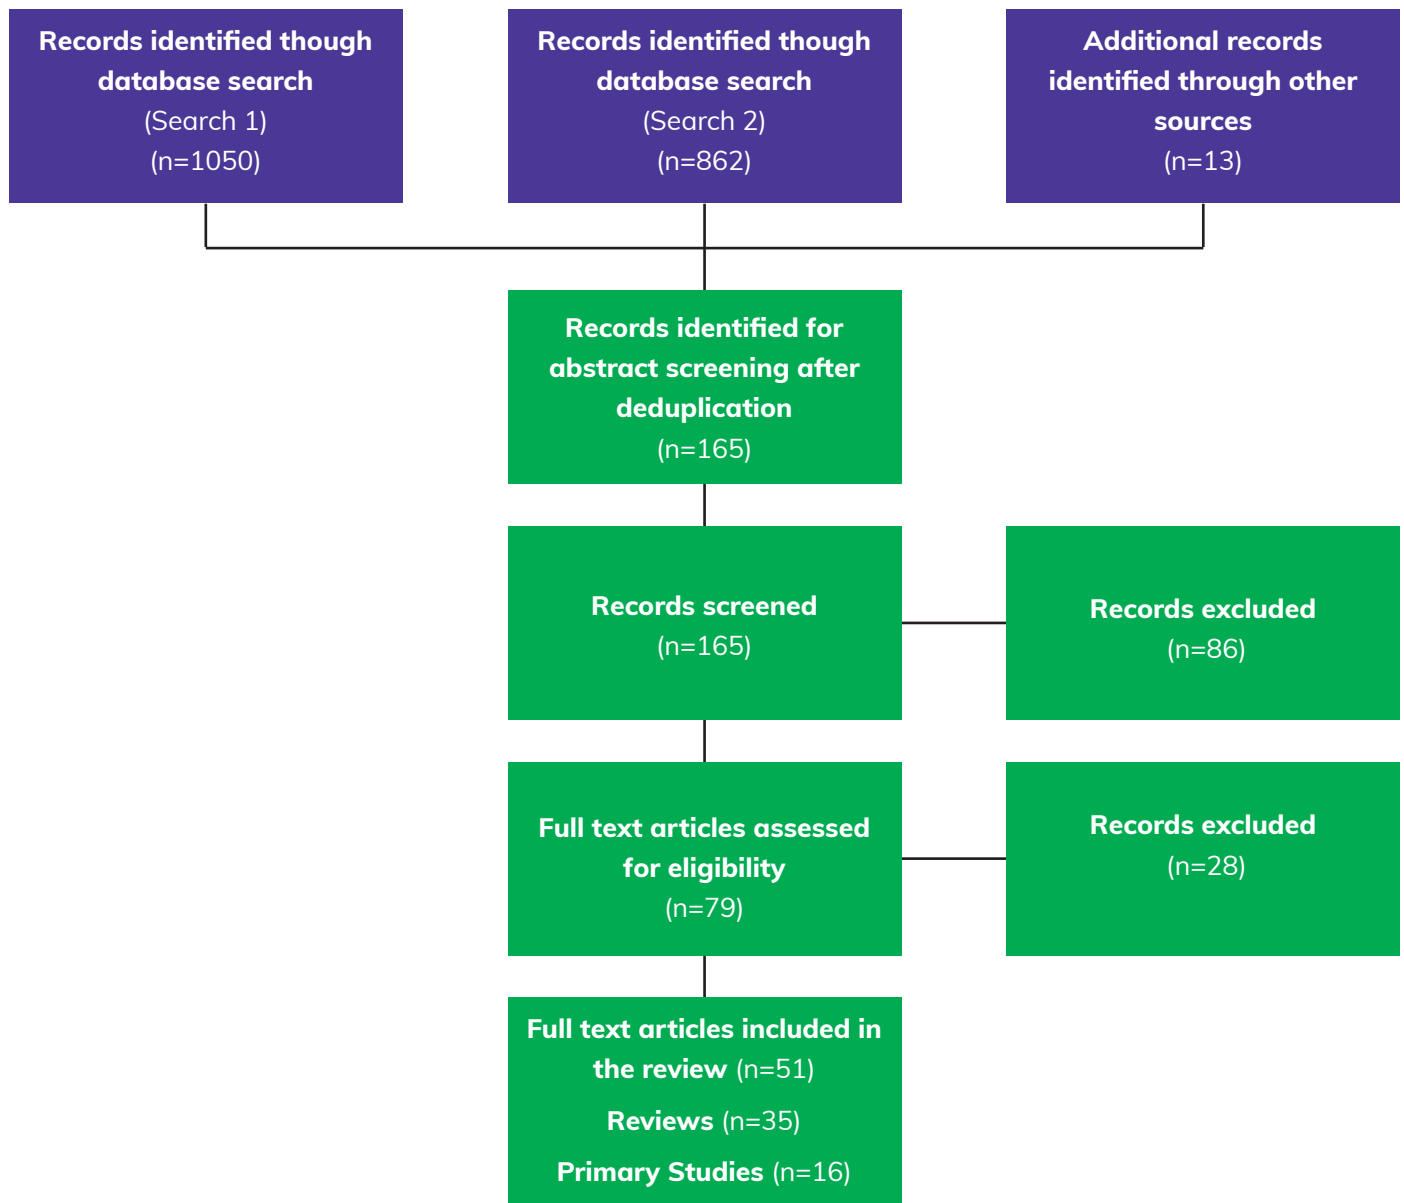 Records identified though
database search
(Search 1)
(n=1050)
Records identified though
database search
(Search 2)
(n=862)
Additional records
identified through other
sources
(n=13)
Records identified for
abstract screening after
deduplication
(n=165)
Records screened
(n=165)
Records excluded
(n=86)
Full text articles assessed
for eligibility
(n=79)
Records excluded
(n=28)
Full text articles included in
the review (n=51)
Reviews (n=35)
Primary Studies (n=16)